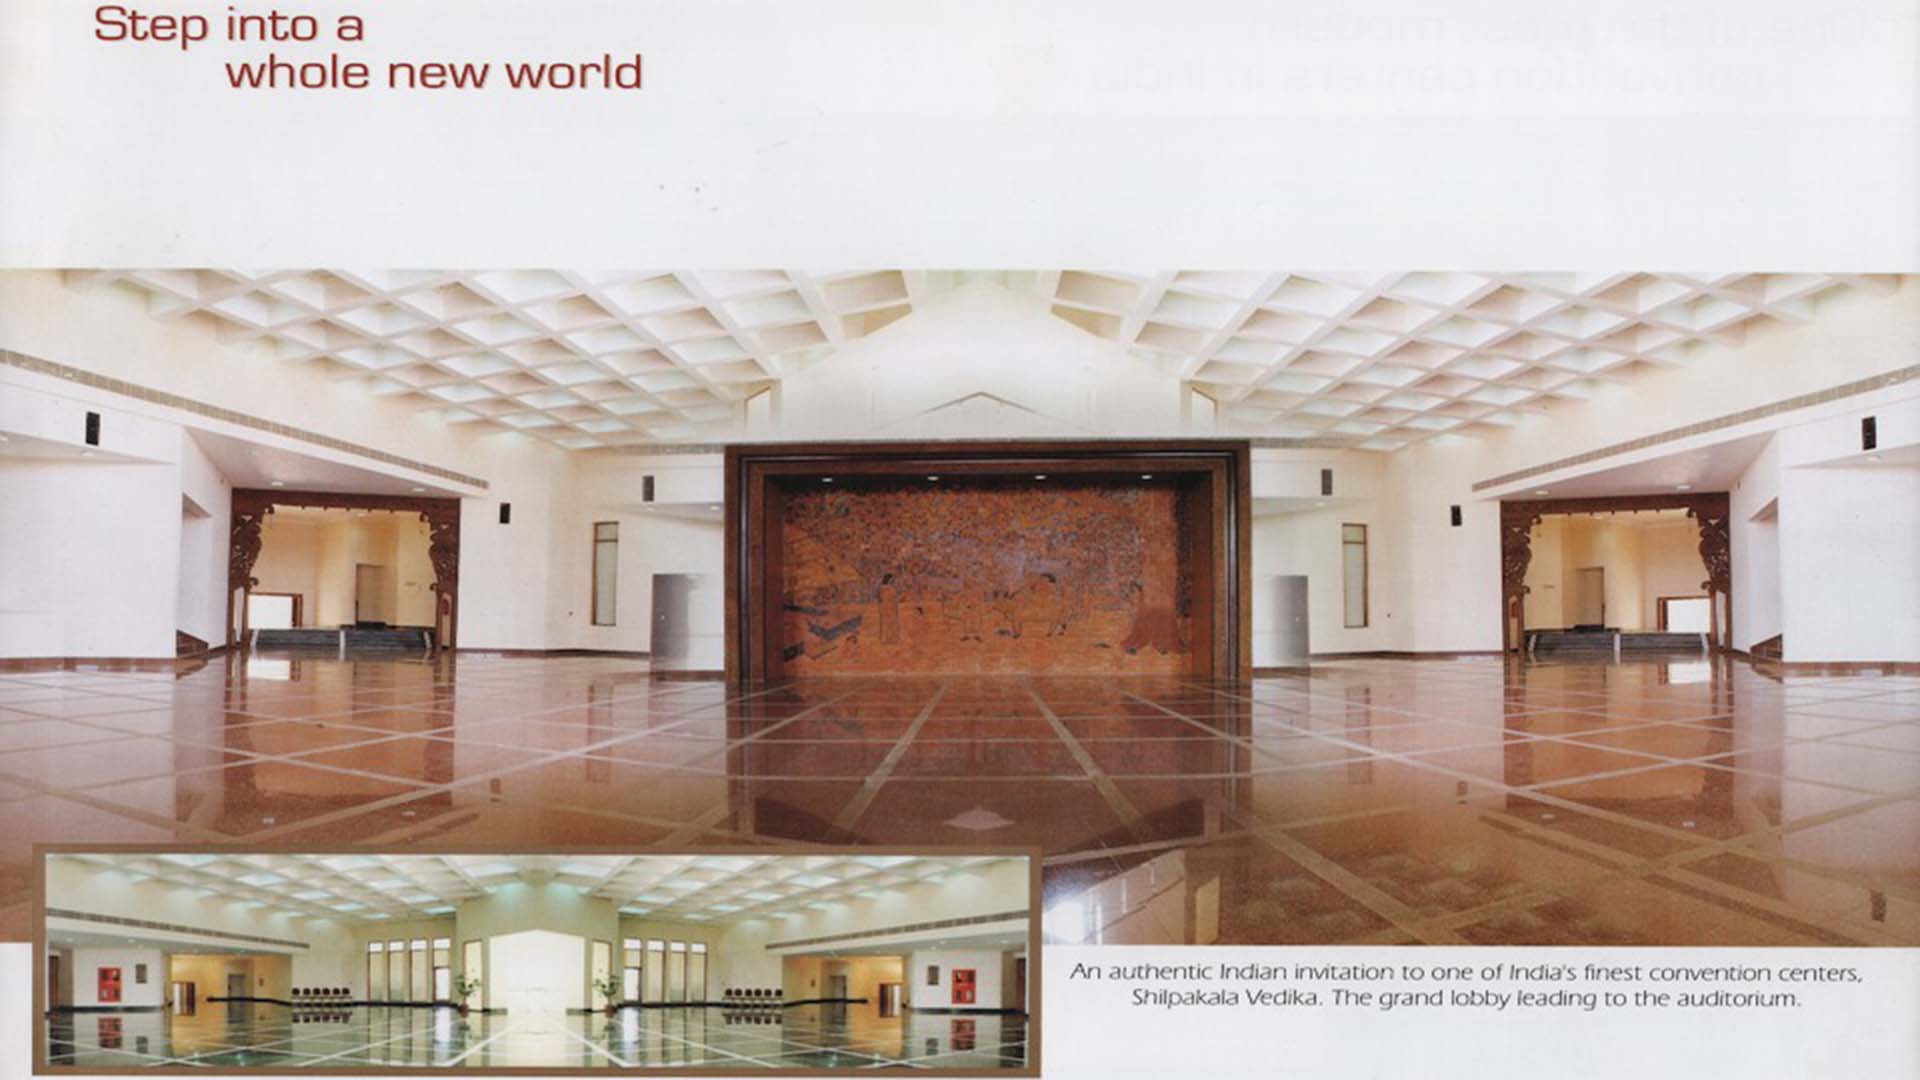 Step into a
whole new world
An authentic Indian invitation to one of India's finest convention centers,
Shilpakala Vedika. The grand lobby leading to the auditorium.